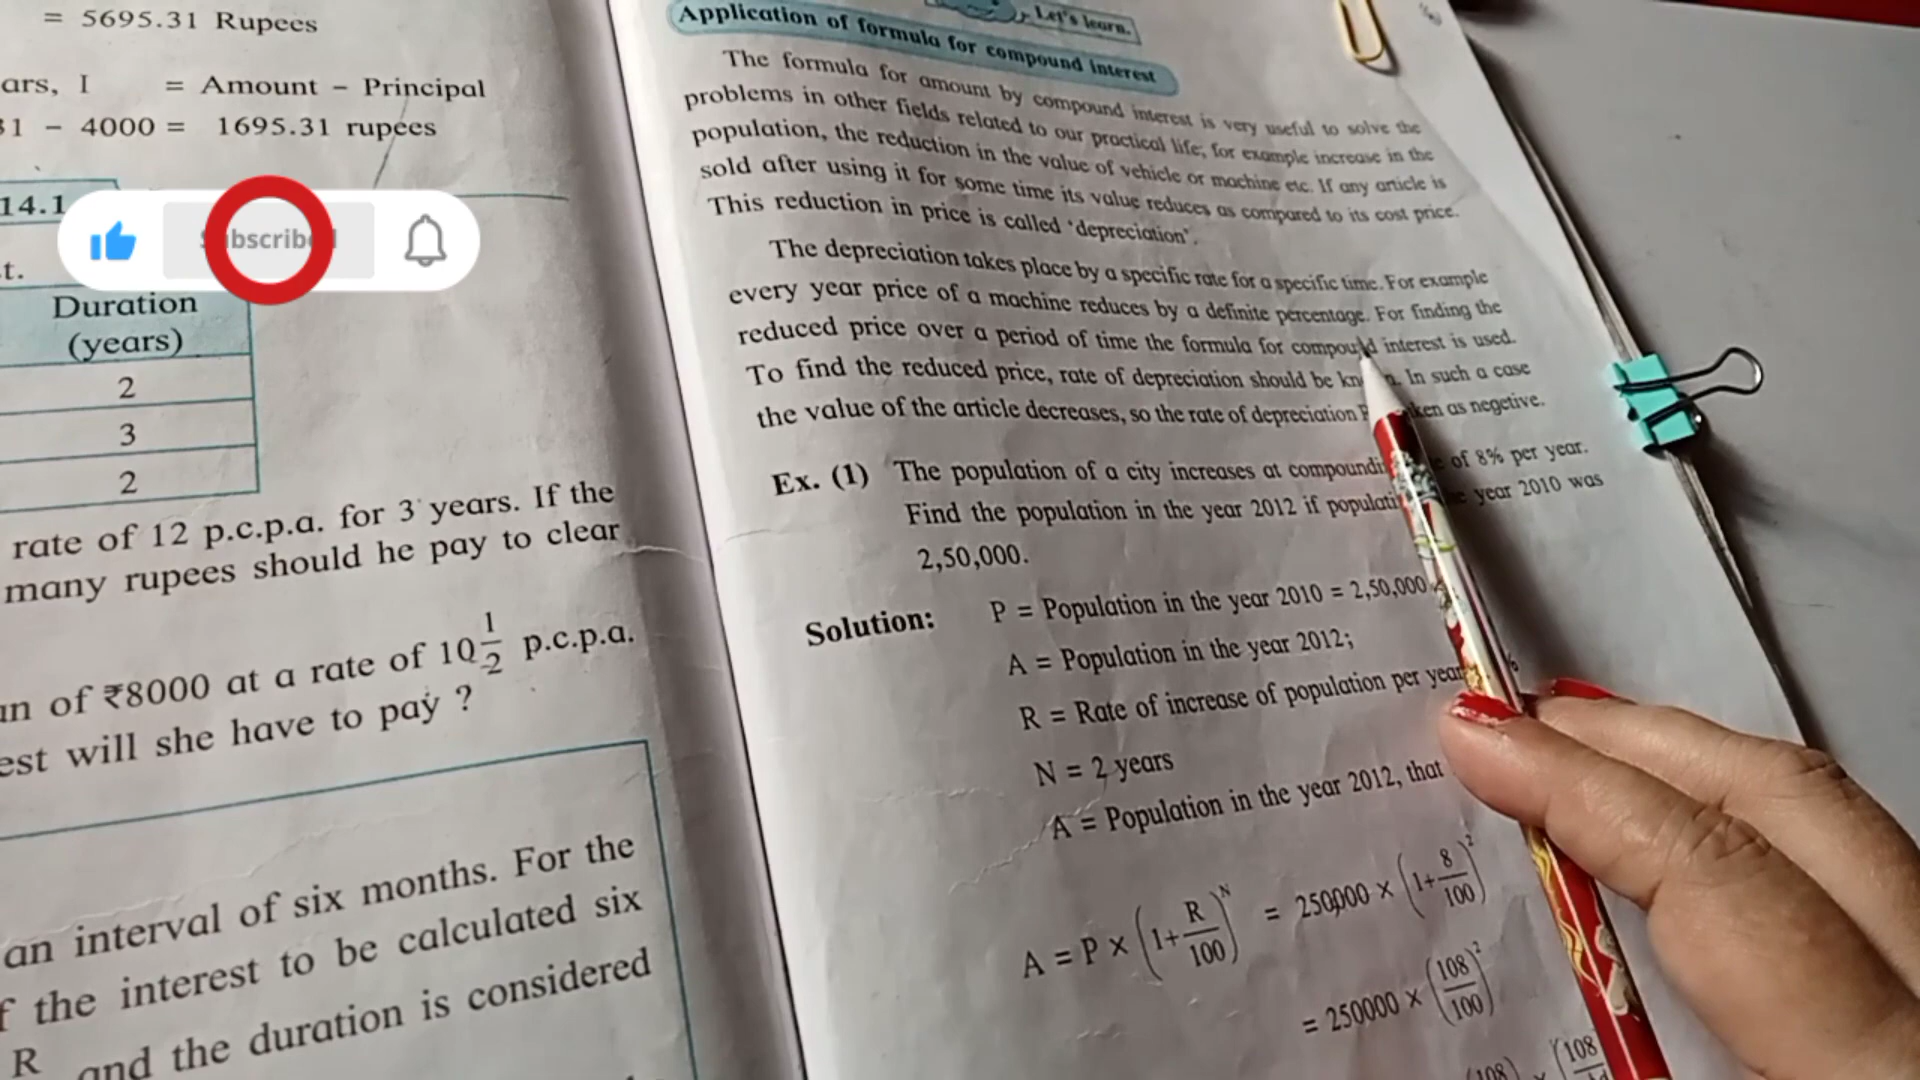 = 5695.31 Rupees
ars, I = Amount – Principal
31 – 4000 = 1695.31 rupees
14.1
t.
Duration
(years)
2
3
2
rate of 12 p.c.p.a. for 3 years. If the
many rupees should he pay to clear
an of ₹8000 at a rate of 10 1/2 p.c.p.a.
est will she have to pay ?
an interval of six months. For the
f the interest to be calculated six
R and the duration is considered
Subscribed
Let's learn.
Application of formula for compound interest
The formula for amount by compound interest is very useful to solve the
problems in other fields related to our practical life, for example increase in the
population, the reduction in the value of vehicle or machine etc. If any article is
sold after using it for some time its value reduces as compared to its cost price.
This reduction in price is called 'depreciation'.
The depreciation takes place by a specific rate for a specific time. For example
every year price of a machine reduces by a definite percentage. For finding the
reduced price over a period of time the formula for compound interest is used.
To find the reduced price, rate of depreciation should be kn n. In such a case
the value of the article decreases, so the rate of depreciation ken as negetive.
Ex. (1) The population of a city increases at compoundi of 8% per year.
Find the population in the year 2012 if populati year 2010 was
2,50,000.
Solution: P = Population in the year 2010 = 2,50,000
A = Population in the year 2012;
R = Rate of increase of population per year %
N = 2 years
A = Population in the year 2012, that
A = P × (1+R/100)^N = 250000 × (1+8/100)^2
= 250000 × (108/100)^2
(108) × (108